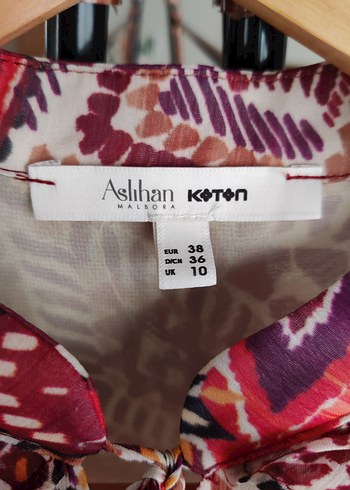 Aslıhan KOTON
MALBORA
EUR 38
D/CH 36
UK 10